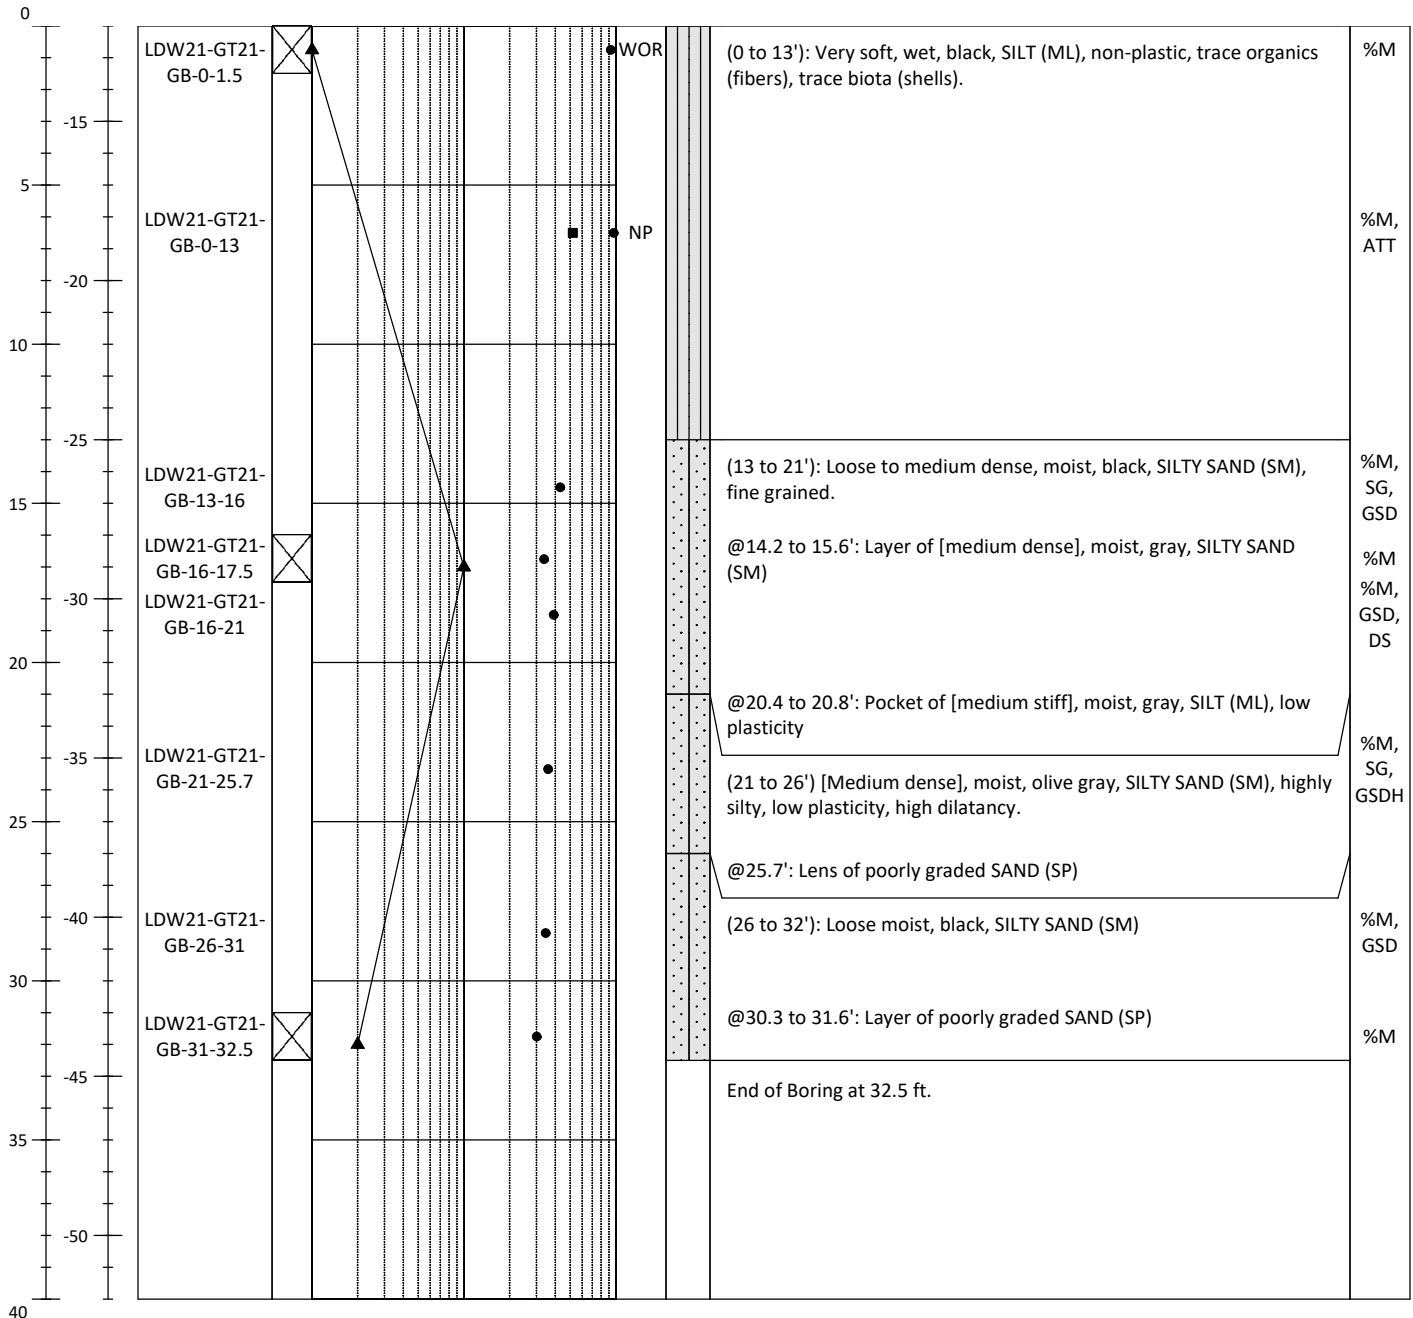 0
LDW21-GT21-
GB-0-1.5
WOR
(0 to 13'): Very soft, wet, black, SILT (ML), non-plastic, trace organics
(fibers), trace biota (shells).
%M
-15
5
LDW21-GT21-
GB-0-13
NP
%M,
ATT
-20
10
-25
LDW21-GT21-
GB-13-16
(13 to 21'): Loose to medium dense, moist, black, SILTY SAND (SM),
fine grained.
%M,
SG,
GSD
15
LDW21-GT21-
GB-16-17.5
@14.2 to 15.6': Layer of [medium dense], moist, gray, SILTY SAND
(SM)
%M
-30
LDW21-GT21-
GB-16-21
%M,
GSD,
DS
20
@20.4 to 20.8': Pocket of [medium stiff], moist, gray, SILT (ML), low
plasticity
-35
LDW21-GT21-
GB-21-25.7
(21 to 26') [Medium dense], moist, olive gray, SILTY SAND (SM), highly
silty, low plasticity, high dilatancy.
%M,
SG,
GSDH
25
@25.7': Lens of poorly graded SAND (SP)
-40
LDW21-GT21-
GB-26-31
(26 to 32'): Loose moist, black, SILTY SAND (SM)
%M,
GSD
30
LDW21-GT21-
GB-31-32.5
@30.3 to 31.6': Layer of poorly graded SAND (SP)
%M
-45
End of Boring at 32.5 ft.
35
-50
40